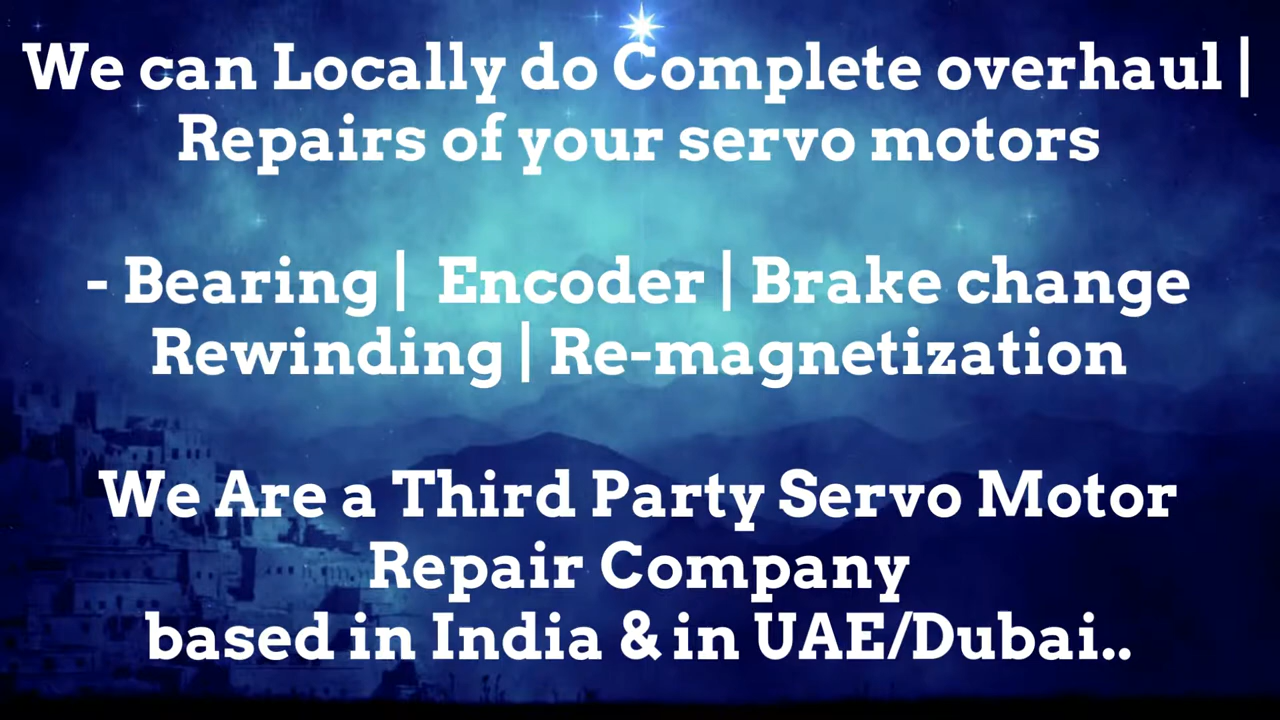 We can Locally do Complete overhaul |
Repairs of your servo motors
- Bearing | Encoder | Brake change
Rewinding | Re-magnetization
We Are a Third Party Servo Motor
Repair Company
based in India & in UAE/Dubai..